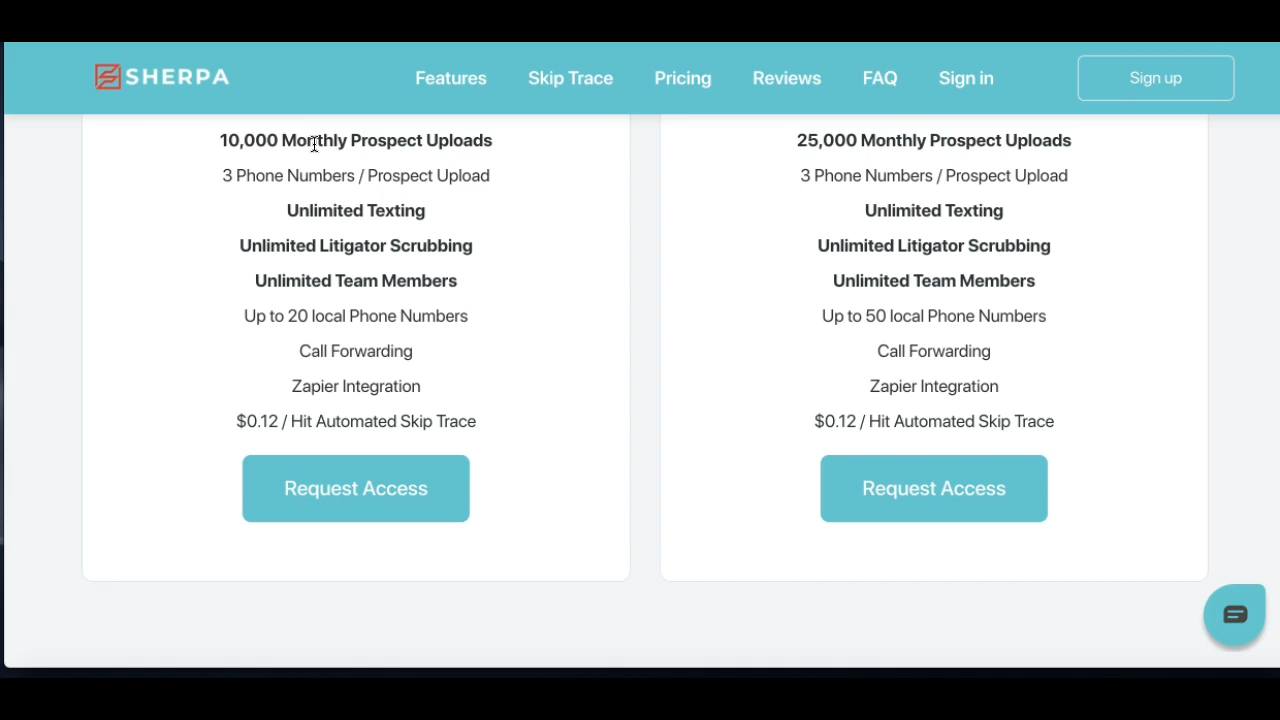 SHERPA Features Skip Trace Pricing Reviews FAQ Sign in Sign up
10,000 Monthly Prospect Uploads
3 Phone Numbers / Prospect Upload
Unlimited Texting
Unlimited Litigator Scrubbing
Unlimited Team Members
Up to 20 local Phone Numbers
Call Forwarding
Zapier Integration
$0.12 / Hit Automated Skip Trace
Request Access
25,000 Monthly Prospect Uploads
3 Phone Numbers / Prospect Upload
Unlimited Texting
Unlimited Litigator Scrubbing
Unlimited Team Members
Up to 50 local Phone Numbers
Call Forwarding
Zapier Integration
$0.12 / Hit Automated Skip Trace
Request Access